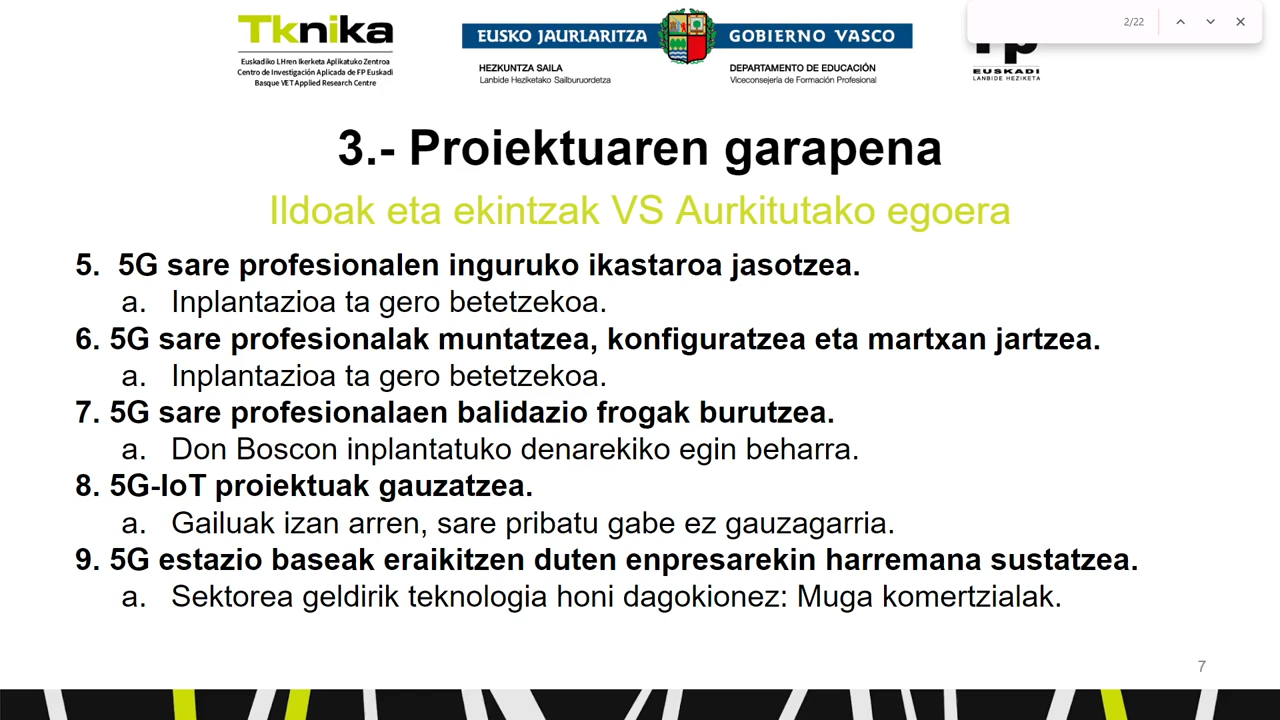 Tknika
Euskadiko LHren Ikerketa Aplikatuko Zentroa
Centro de Investigación Aplicada de FP Euskadi
Basque VET Applied Research Centre
EUSKO JAURLARITZA
GOBIERNO VASCO
HEZKUNTZA SAILA
Lanbide Heziketako Sailburuordetza
DEPARTAMENTO DE EDUCACIÓN
Viceconsejería de Formación Profesional
2/22
EUSKADI
LANBIDE HEZIKETA
3.- Proiektuaren garapena
Ildoak eta ekintzak VS Aurkitutako egoera
5. 5G sare profesionalen inguruko ikastaroa jasotzea.
a. Inplantazioa ta gero betetzekoa.
6. 5G sare profesionalak muntatzea, konfiguratzea eta martxan jartzea.
a. Inplantazioa ta gero betetzekoa.
7. 5G sare profesionalaen balidazio frogak burutzea.
a. Don Boscon inplantatuko denarekiko egin beharra.
8. 5G-IoT proiektuak gauzatzea.
a. Gailuak izan arren, sare pribatu gabe ez gauzagarria.
9. 5G estazio baseak eraikitzen duten enpresarekin harremana sustatzea.
a. Sektorea geldirik teknologia honi dagokionez: Muga komertzialak.
7